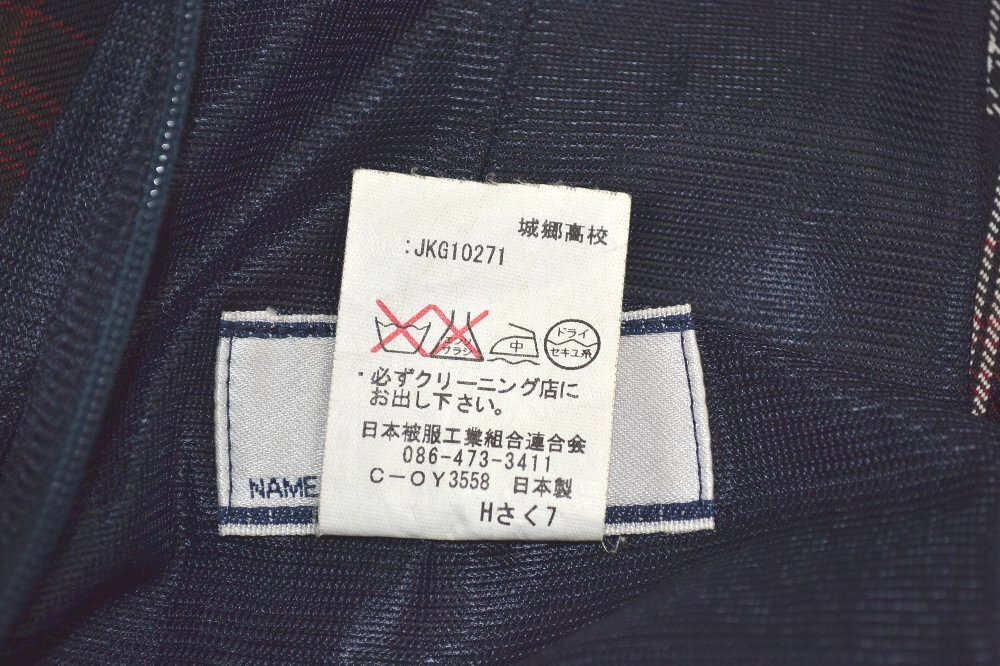 城郷高校
:JKG10271
エンソ
サラシ
中
ドライ
セキユ系
・必ずクリーニング店に
お出し下さい。
日本被服工業組合連合会
086-473-3411
C-OY3558 日本製
Hさく7
NAME